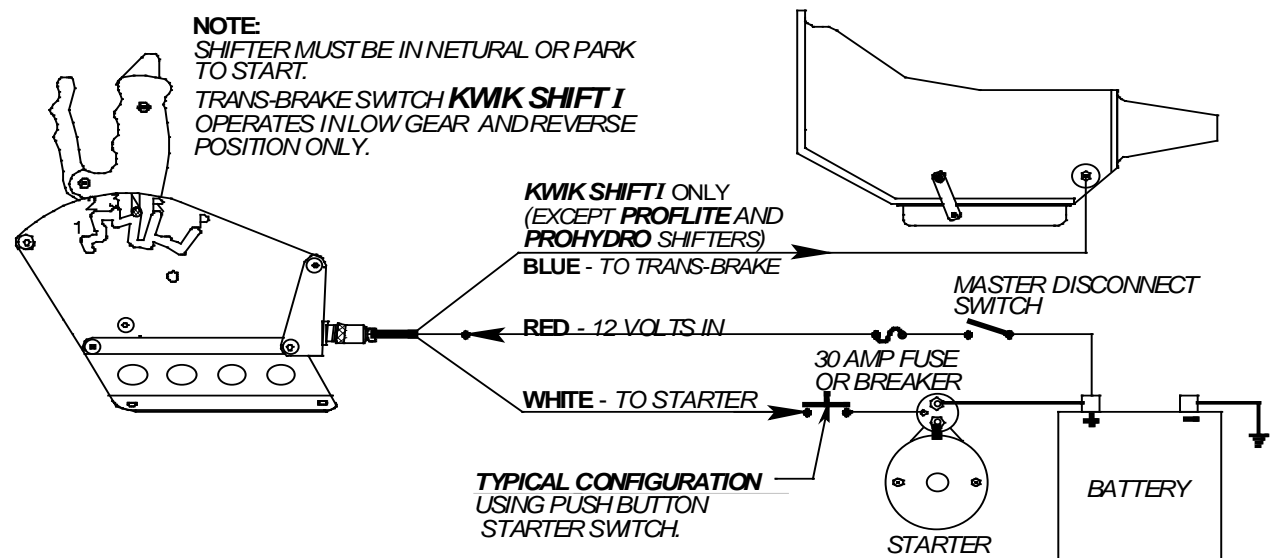 NOTE:
SHIFTER MUST BE IN NETURAL OR PARK
TO START.
TRANS-BRAKE SWITCH KWIK SHIFT I
OPERATES IN LOW GEAR AND REVERSE
POSITION ONLY.
1
2
3
N
R
P
KWIK SHIFT I ONLY
(EXCEPT PROFLITE AND
PROHYDRO SHIFTERS)
BLUE - TO TRANS-BRAKE
MASTER DISCONNECT
SWITCH
RED - 12 VOLTS IN
30 AMP FUSE
OR BREAKER
WHITE - TO STARTER
+
-
TYPICAL CONFIGURATION
USING PUSH BUTTON
STARTER SWITCH.
BATTERY
STARTER